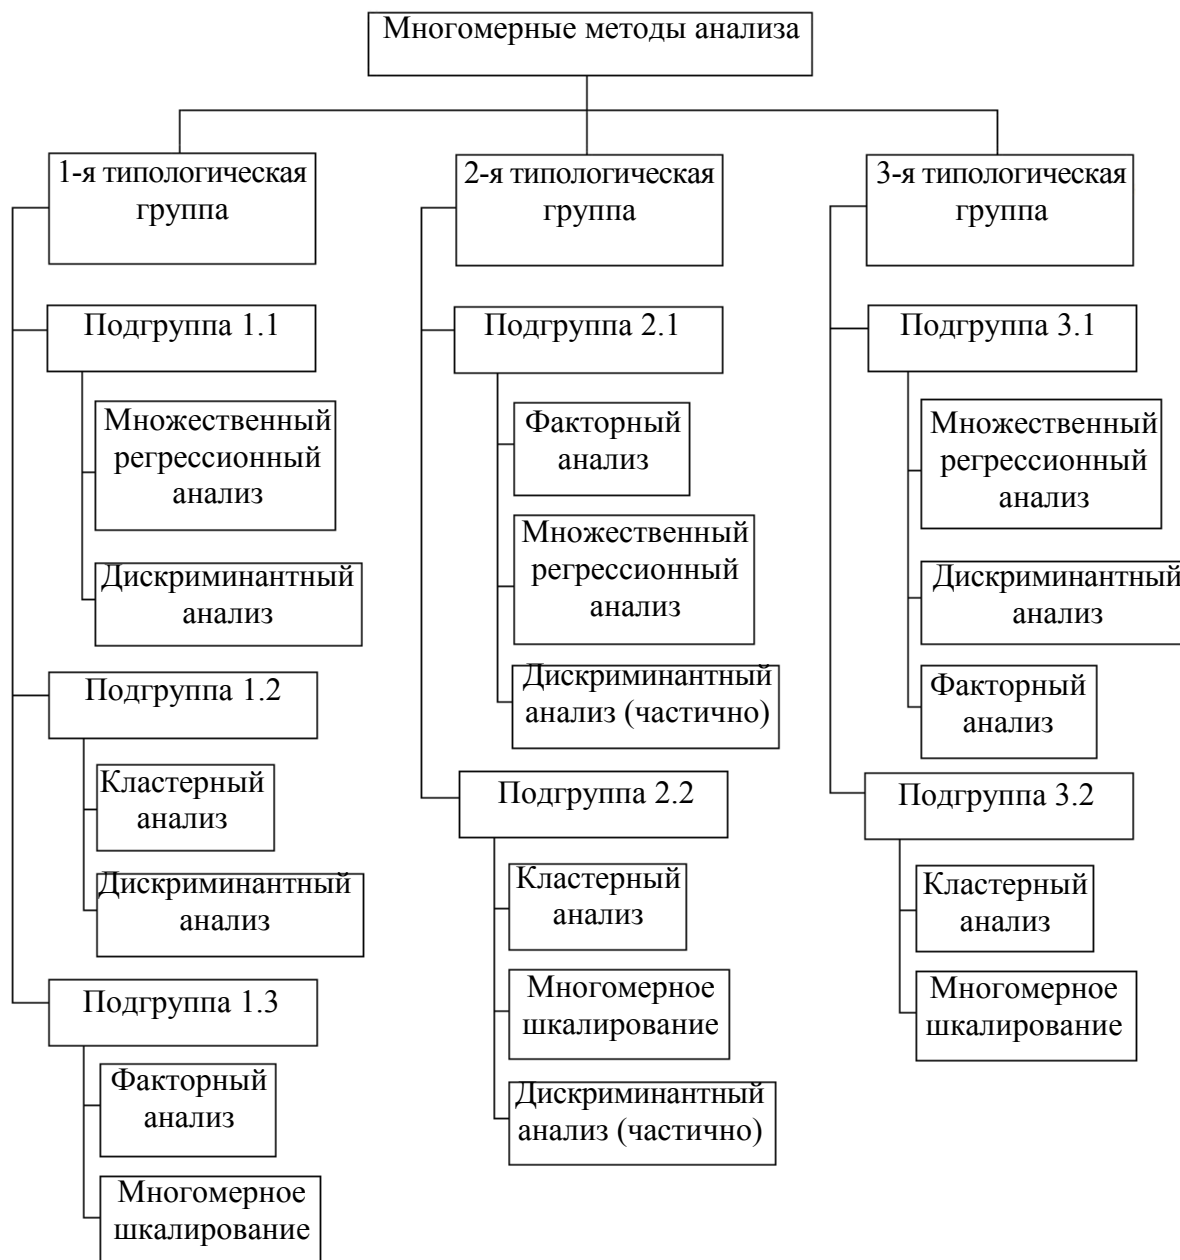 Многомерные методы анализа
1-я типологическая
группа
Подгруппа 1.1
Множественный
регрессионный
анализ
Дискриминантный
анализ
Подгруппа 1.2
Кластерный
анализ
Дискриминантный
анализ
Подгруппа 1.3
Факторный
анализ
Многомерное
шкалирование
2-я типологическая
группа
Подгруппа 2.1
Факторный
анализ
Множественный
регрессионный
анализ
Дискриминантный
анализ (частично)
Подгруппа 2.2
Кластерный
анализ
Многомерное
шкалирование
Дискриминантный
анализ (частично)
3-я типологическая
группа
Подгруппа 3.1
Множественный
регрессионный
анализ
Дискриминантный
анализ
Факторный
анализ
Подгруппа 3.2
Кластерный
анализ
Многомерное
шкалирование